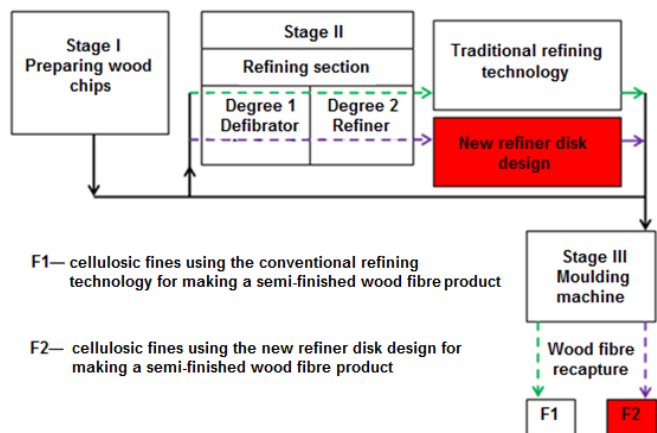 Stage I
Preparing wood
chips
Stage II
Refining section
Degree 1
Defibrator
Degree 2
Refiner
Traditional refining
technology
New refiner disk
design
Stage III
Moulding
machine
Wood fibre
recapture
F1
F2
F1— cellulosic fines using the conventional refining
technology for making a semi-finished wood fibre product
F2— cellulosic fines using the new refiner disk design for
making a semi-finished wood fibre product